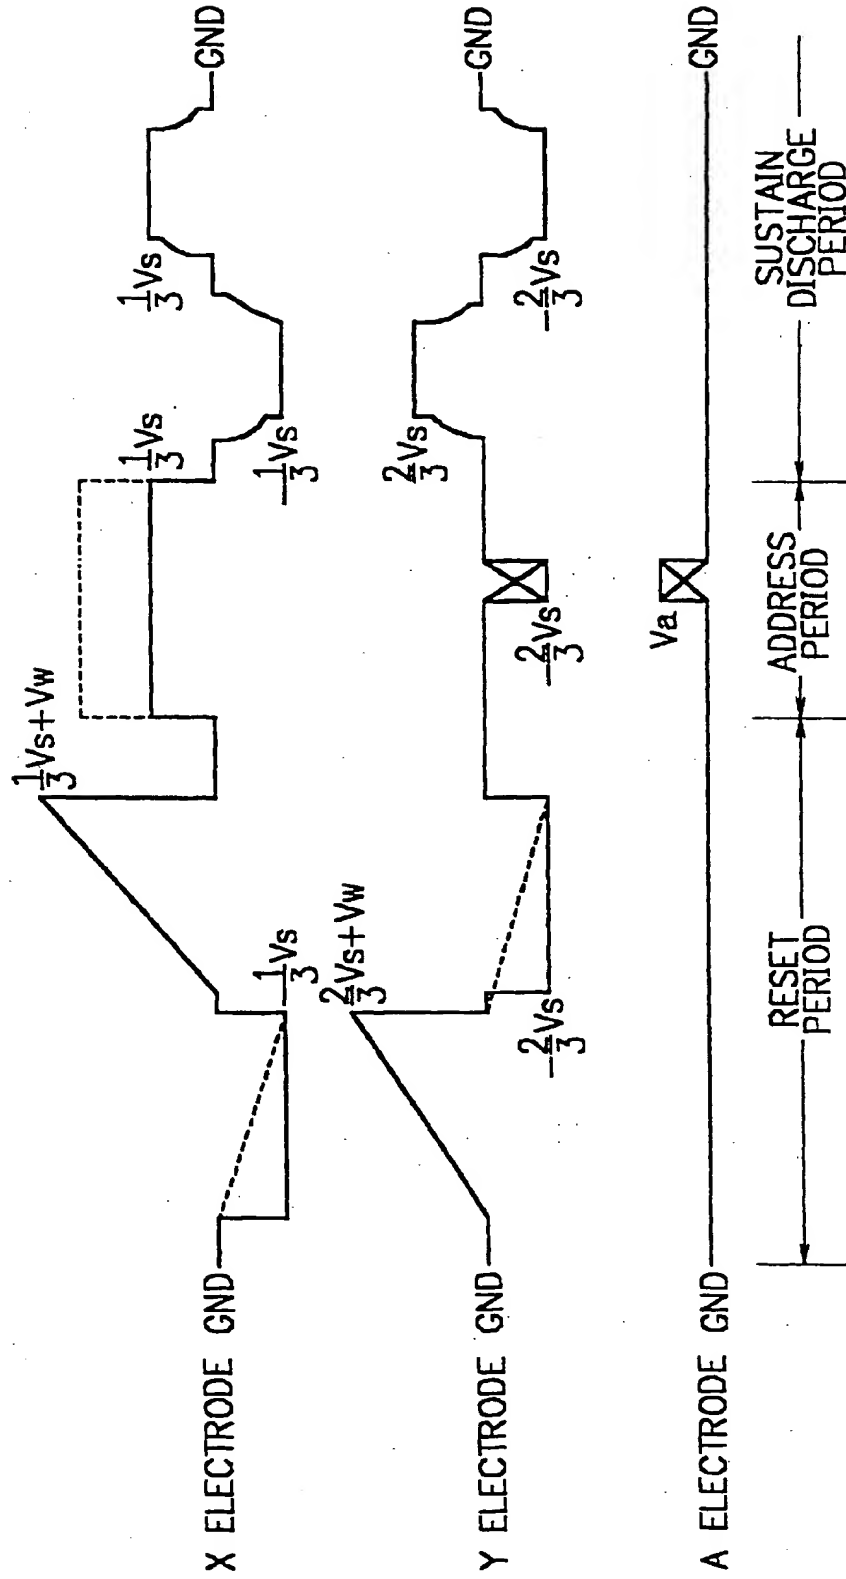 X ELECTRODE GND
1/3Vs
1/3Vs+Vw
1/3Vs
-1/3Vs
1/3Vs
GND
Y ELECTRODE GND
2/3Vs+Vw
-2/3Vs
-2/3Vs
2/3Vs
-2/3Vs
GND
A ELECTRODE GND
Va
GND
RESET
PERIOD
ADDRESS
PERIOD
SUSTAIN
DISCHARGE
PERIOD